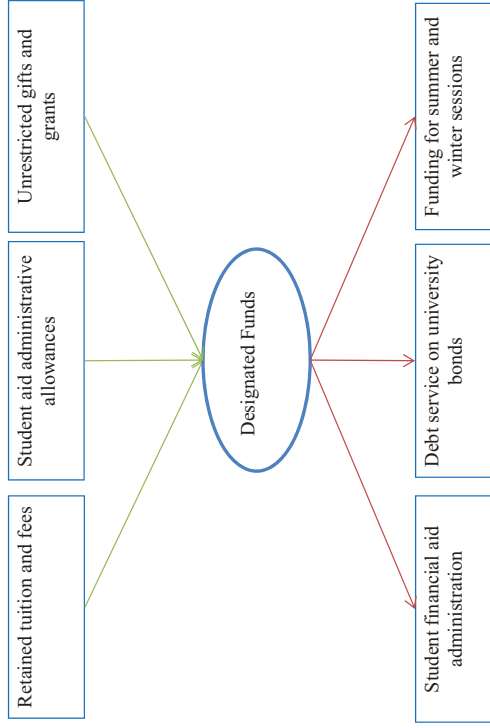 Retained tuition and fees
Student aid administrative
allowances
Unrestricted gifts and
grants
Designated Funds
Student financial aid
administration
Debt service on university
bonds
Funding for summer and
winter sessions